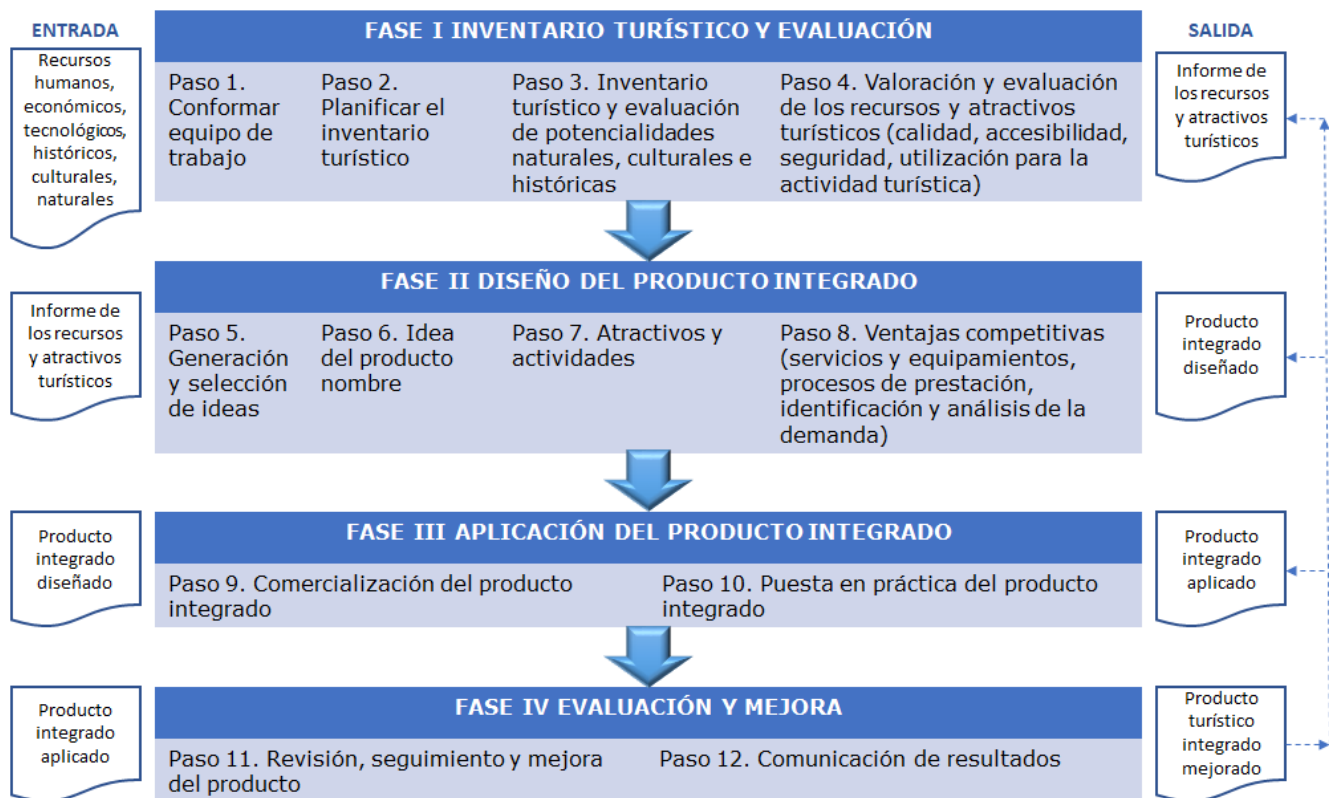 ENTRADA
Recursos
humanos,
económicos,
tecnológicos,
históricos,
culturales,
naturales
FASE I INVENTARIO TURÍSTICO Y EVALUACIÓN
Paso 1.
Conformar
equipo de
trabajo
Paso 2.
Planificar el
inventario
turístico
Paso 3. Inventario
turístico y evaluación
de potencialidades
naturales, culturales e
históricas
Paso 4. Valoración y evaluación
de los recursos y atractivos
turísticos (calidad, accesibilidad,
seguridad, utilización para la
actividad turística)
SALIDA
Informe de
los recursos
y atractivos
turísticos
Informe de
los recursos
y atractivos
turísticos
FASE II DISEÑO DEL PRODUCTO INTEGRADO
Paso 5.
Generación
y selección
de ideas
Paso 6. Idea
del producto
nombre
Paso 7. Atractivos y
actividades
Paso 8. Ventajas competitivas
(servicios y equipamientos,
procesos de prestación,
identificación y análisis de la
demanda)
Producto
integrado
diseñado
Producto
integrado
diseñado
FASE III APLICACIÓN DEL PRODUCTO INTEGRADO
Paso 9. Comercialización del producto
integrado
Paso 10. Puesta en práctica del producto
integrado
Producto
integrado
aplicado
Producto
integrado
aplicado
FASE IV EVALUACIÓN Y MEJORA
Paso 11. Revisión, seguimiento y mejora
del producto
Paso 12. Comunicación de resultados
Producto
turístico
integrado
mejorado